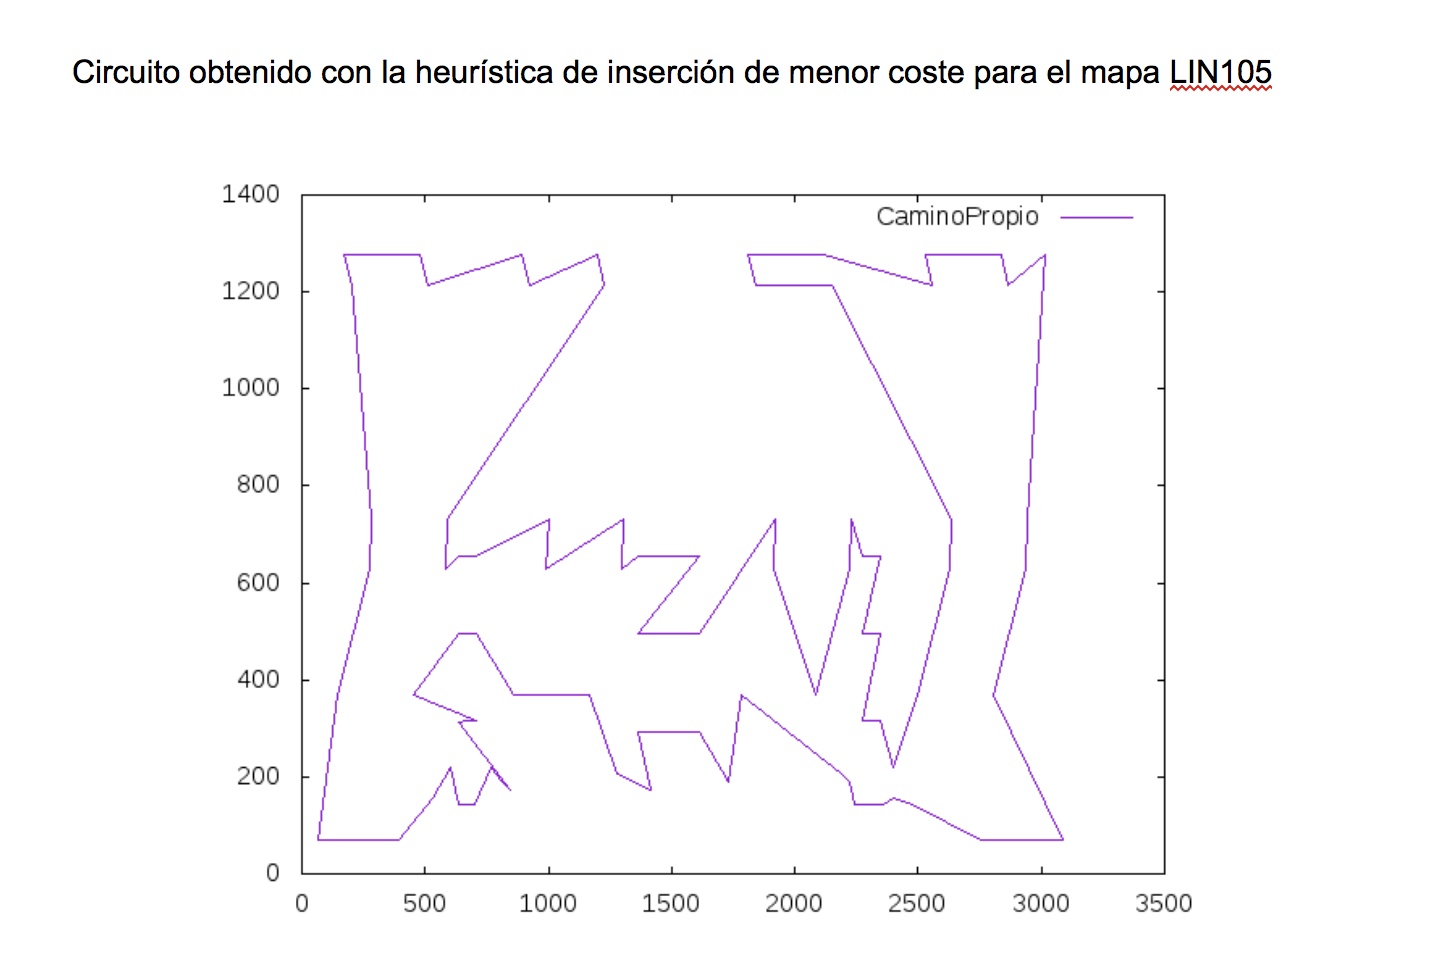 Circuito obtenido con la heurística de inserción de menor coste para el mapa LIN105
CaminoPropio
1400
1200
1000
800
600
400
200
0
0 500 1000 1500 2000 2500 3000 3500